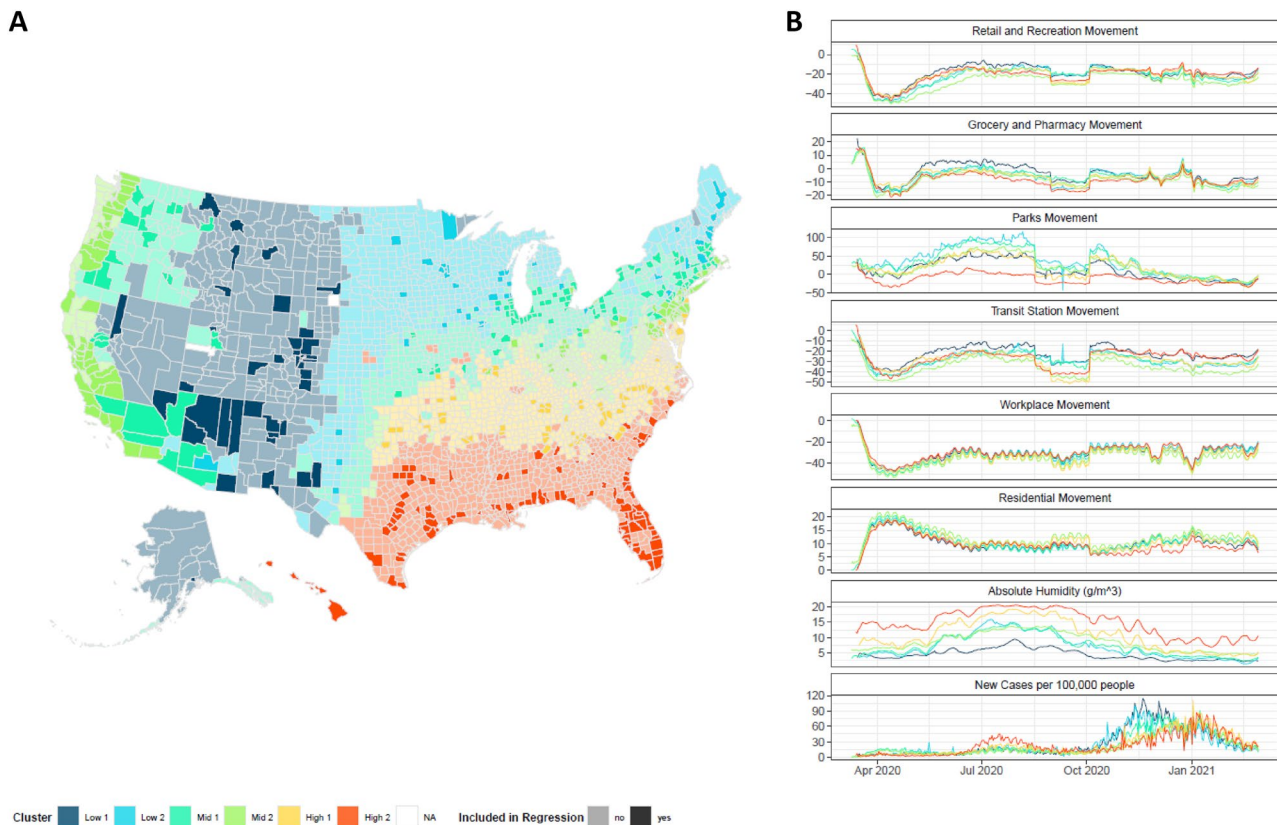 A
B
Retail and Recreation Movement
0
−20
−40
Grocery and Pharmacy Movement
20
10
0
−10
−20
Parks Movement
100
50
0
−50
Transit Station Movement
0
−10
−20
−30
−40
−50
Workplace Movement
0
−20
−40
Residential Movement
20
15
10
5
0
Absolute Humidity (g/m^3)
20
15
10
5
New Cases per 100,000 people
120
90
60
30
0
Apr 2020 Jul 2020 Oct 2020 Jan 2021
Cluster Low 1 Low 2 Mid 1 Mid 2 High 1 High 2 NA Included in Regression no yes